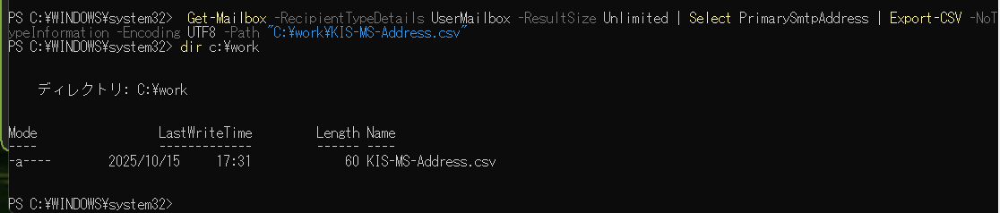 PS C:¥WINDOWS¥system32>  Get-Mailbox -RecipientTypeDetails UserMailbox -ResultSize Unlimited | Select PrimarySmtpAddress | Export-CSV -NoT
ypeInformation -Encoding UTF8 -Path "C:¥work¥KIS-MS-Address.csv"
PS C:¥WINDOWS¥system32> dir c:¥work
ディレクトリ: C:¥work
Mode                 LastWriteTime         Length Name
----                 -------------         ------ ----
-a----        2025/10/15     17:31             60 KIS-MS-Address.csv
PS C:¥WINDOWS¥system32>